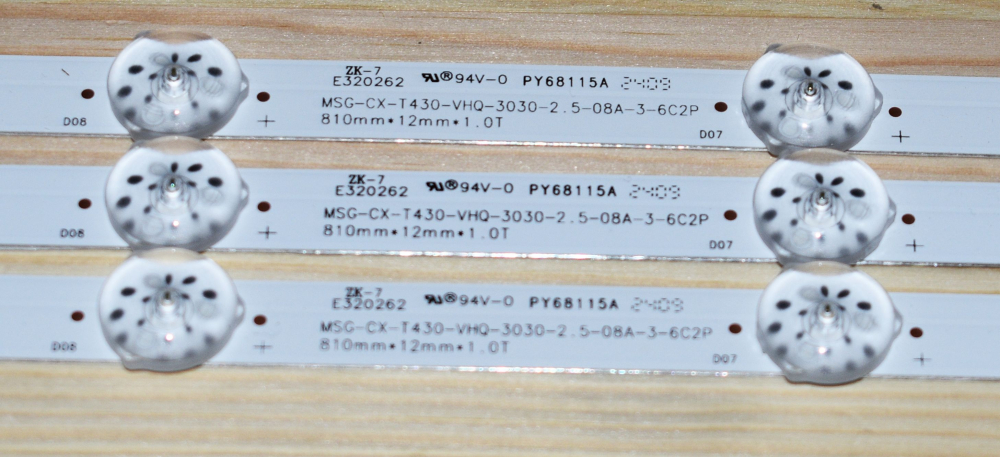 ZK-7
E320262 ®94V-0 PY68115A 2409
MSG-CX-T430-VHQ-3030-2.5-08A-3-6C2P
810mm*12mm*1.0T
D08
D07
ZK-7
E320262 ®94V-0 PY68115A 2409
MSG-CX-T430-VHQ-3030-2.5-08A-3-6C2P
810mm*12mm*1.0T
D08
D07
ZK-7
E320262 ®94V-0 PY68115A 2409
MSG-CX-T430-VHQ-3030-2.5-08A-3-6C2P
810mm*12mm*1.0T
D08
D07